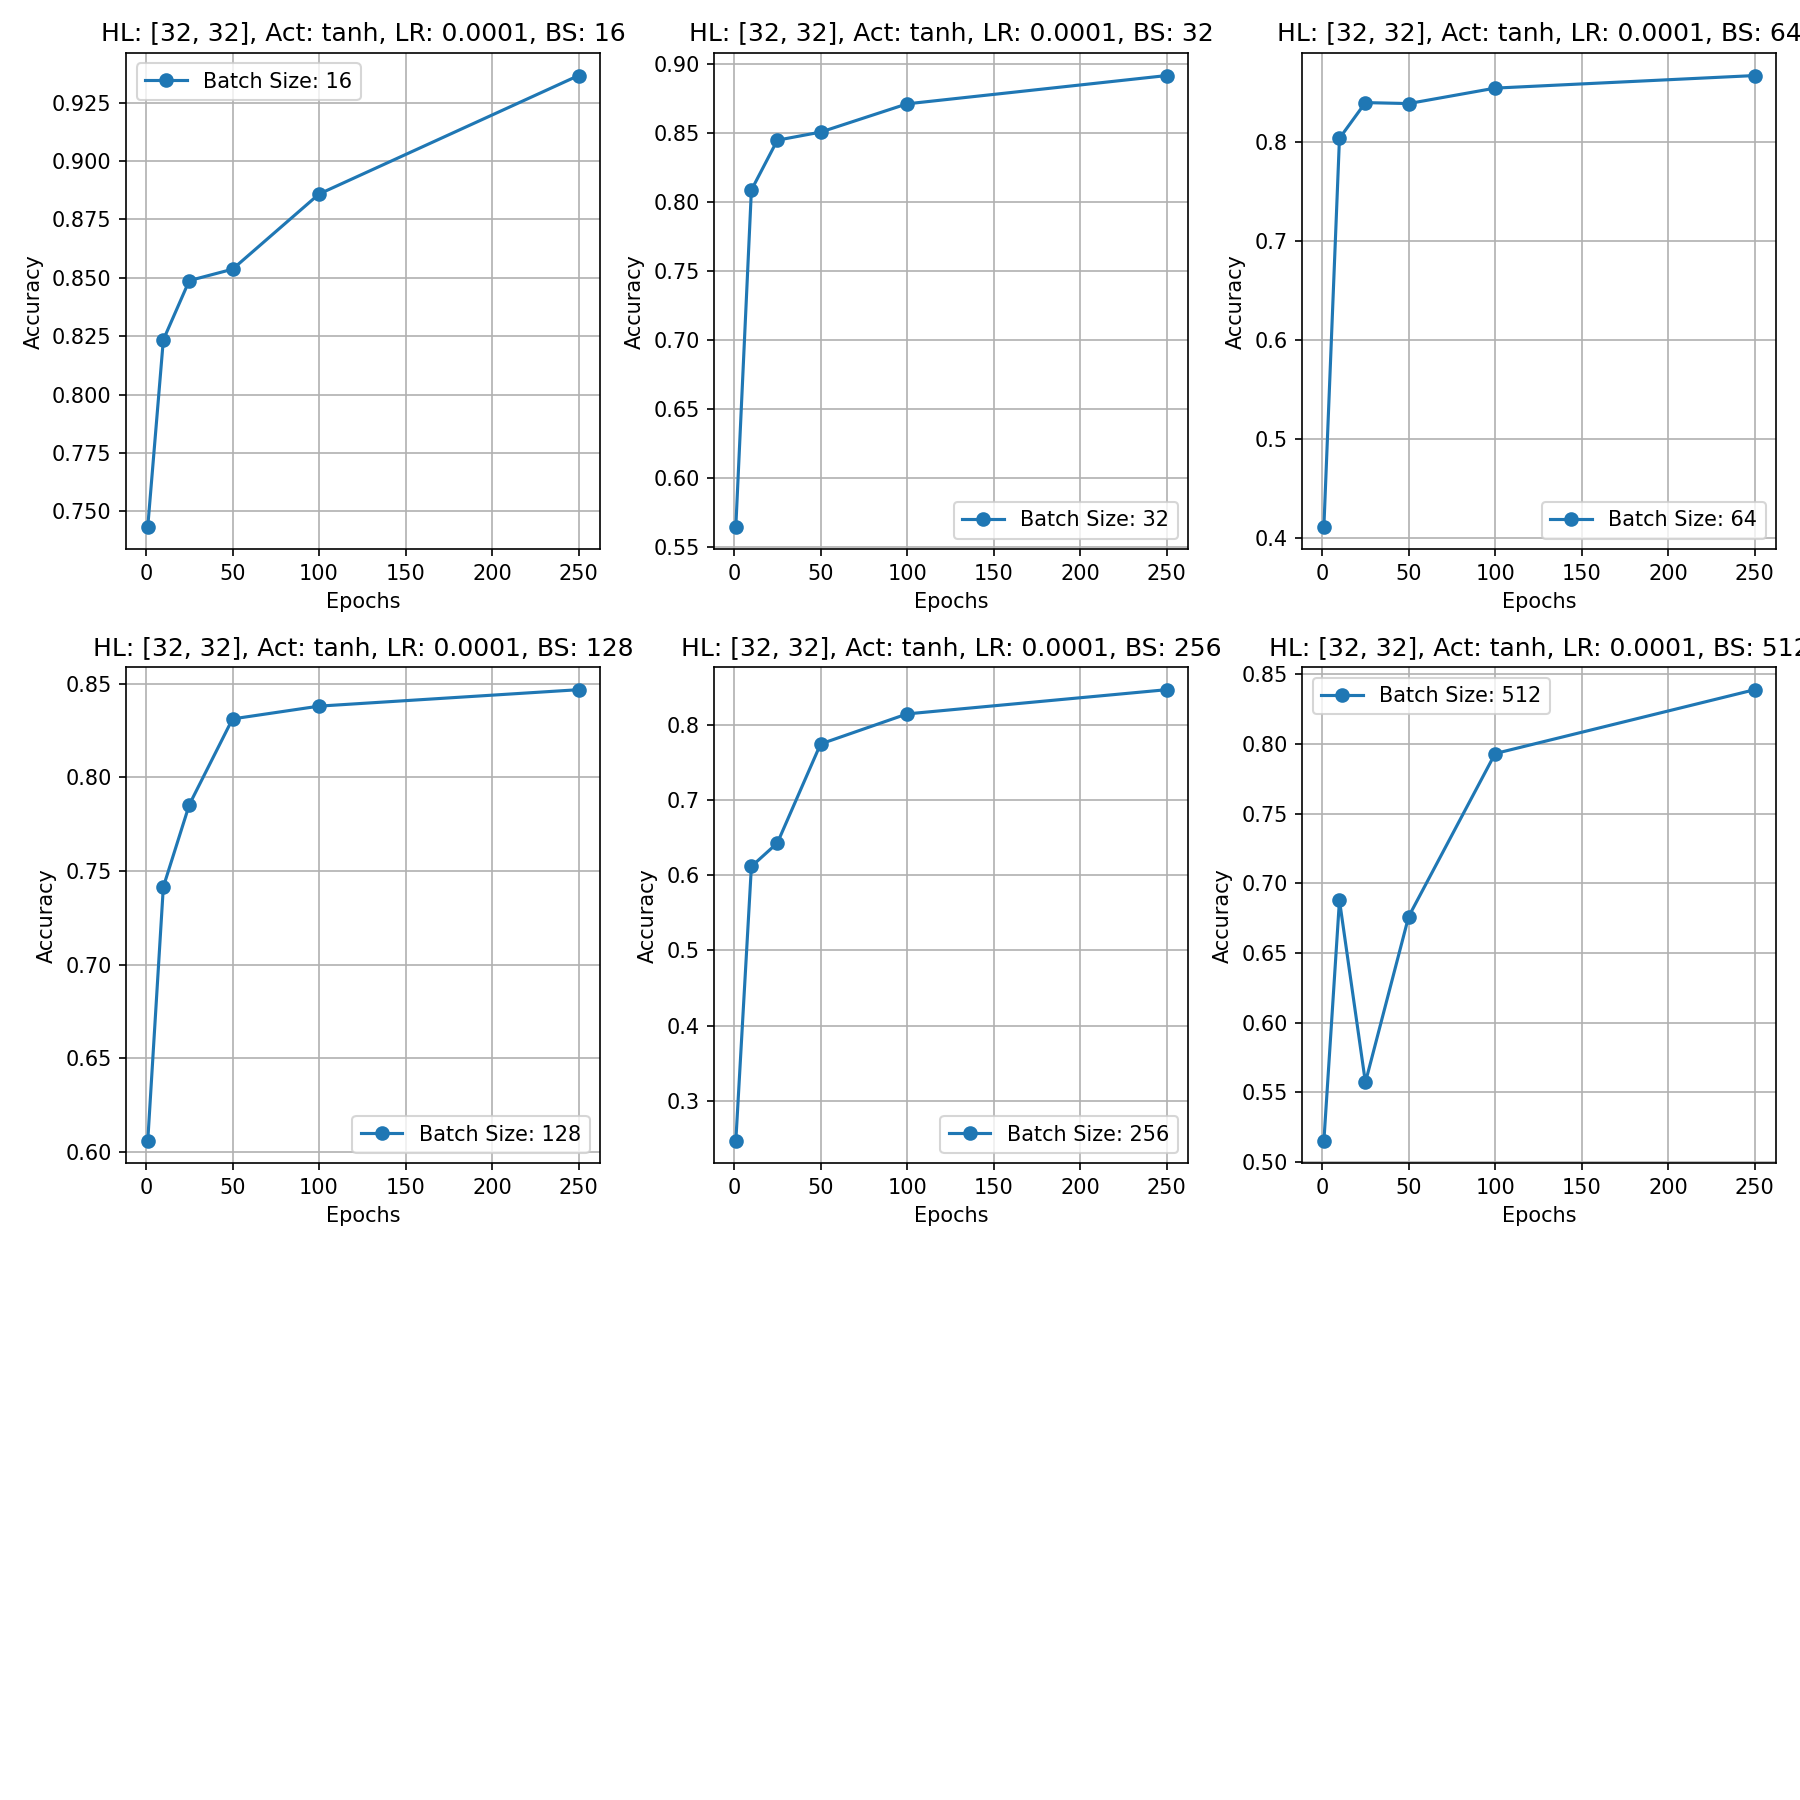 HL: [32, 32], Act: tanh, LR: 0.0001, BS: 16
Batch Size: 16
Accuracy
0.925
0.900
0.875
0.850
0.825
0.800
0.775
0.750
0 50 100 150 200 250
Epochs
HL: [32, 32], Act: tanh, LR: 0.0001, BS: 32
Accuracy
0.90
0.85
0.80
0.75
0.70
0.65
0.60
0.55
Batch Size: 32
0 50 100 150 200 250
Epochs
HL: [32, 32], Act: tanh, LR: 0.0001, BS: 64
Accuracy
0.8
0.7
0.6
0.5
0.4
Batch Size: 64
0 50 100 150 200 250
Epochs
HL: [32, 32], Act: tanh, LR: 0.0001, BS: 128
Accuracy
0.85
0.80
0.75
0.70
0.65
0.60
Batch Size: 128
0 50 100 150 200 250
Epochs
HL: [32, 32], Act: tanh, LR: 0.0001, BS: 256
Accuracy
0.8
0.7
0.6
0.5
0.4
0.3
Batch Size: 256
0 50 100 150 200 250
Epochs
HL: [32, 32], Act: tanh, LR: 0.0001, BS: 512
Batch Size: 512
Accuracy
0.85
0.80
0.75
0.70
0.65
0.60
0.55
0.50
0 50 100 150 200 250
Epochs